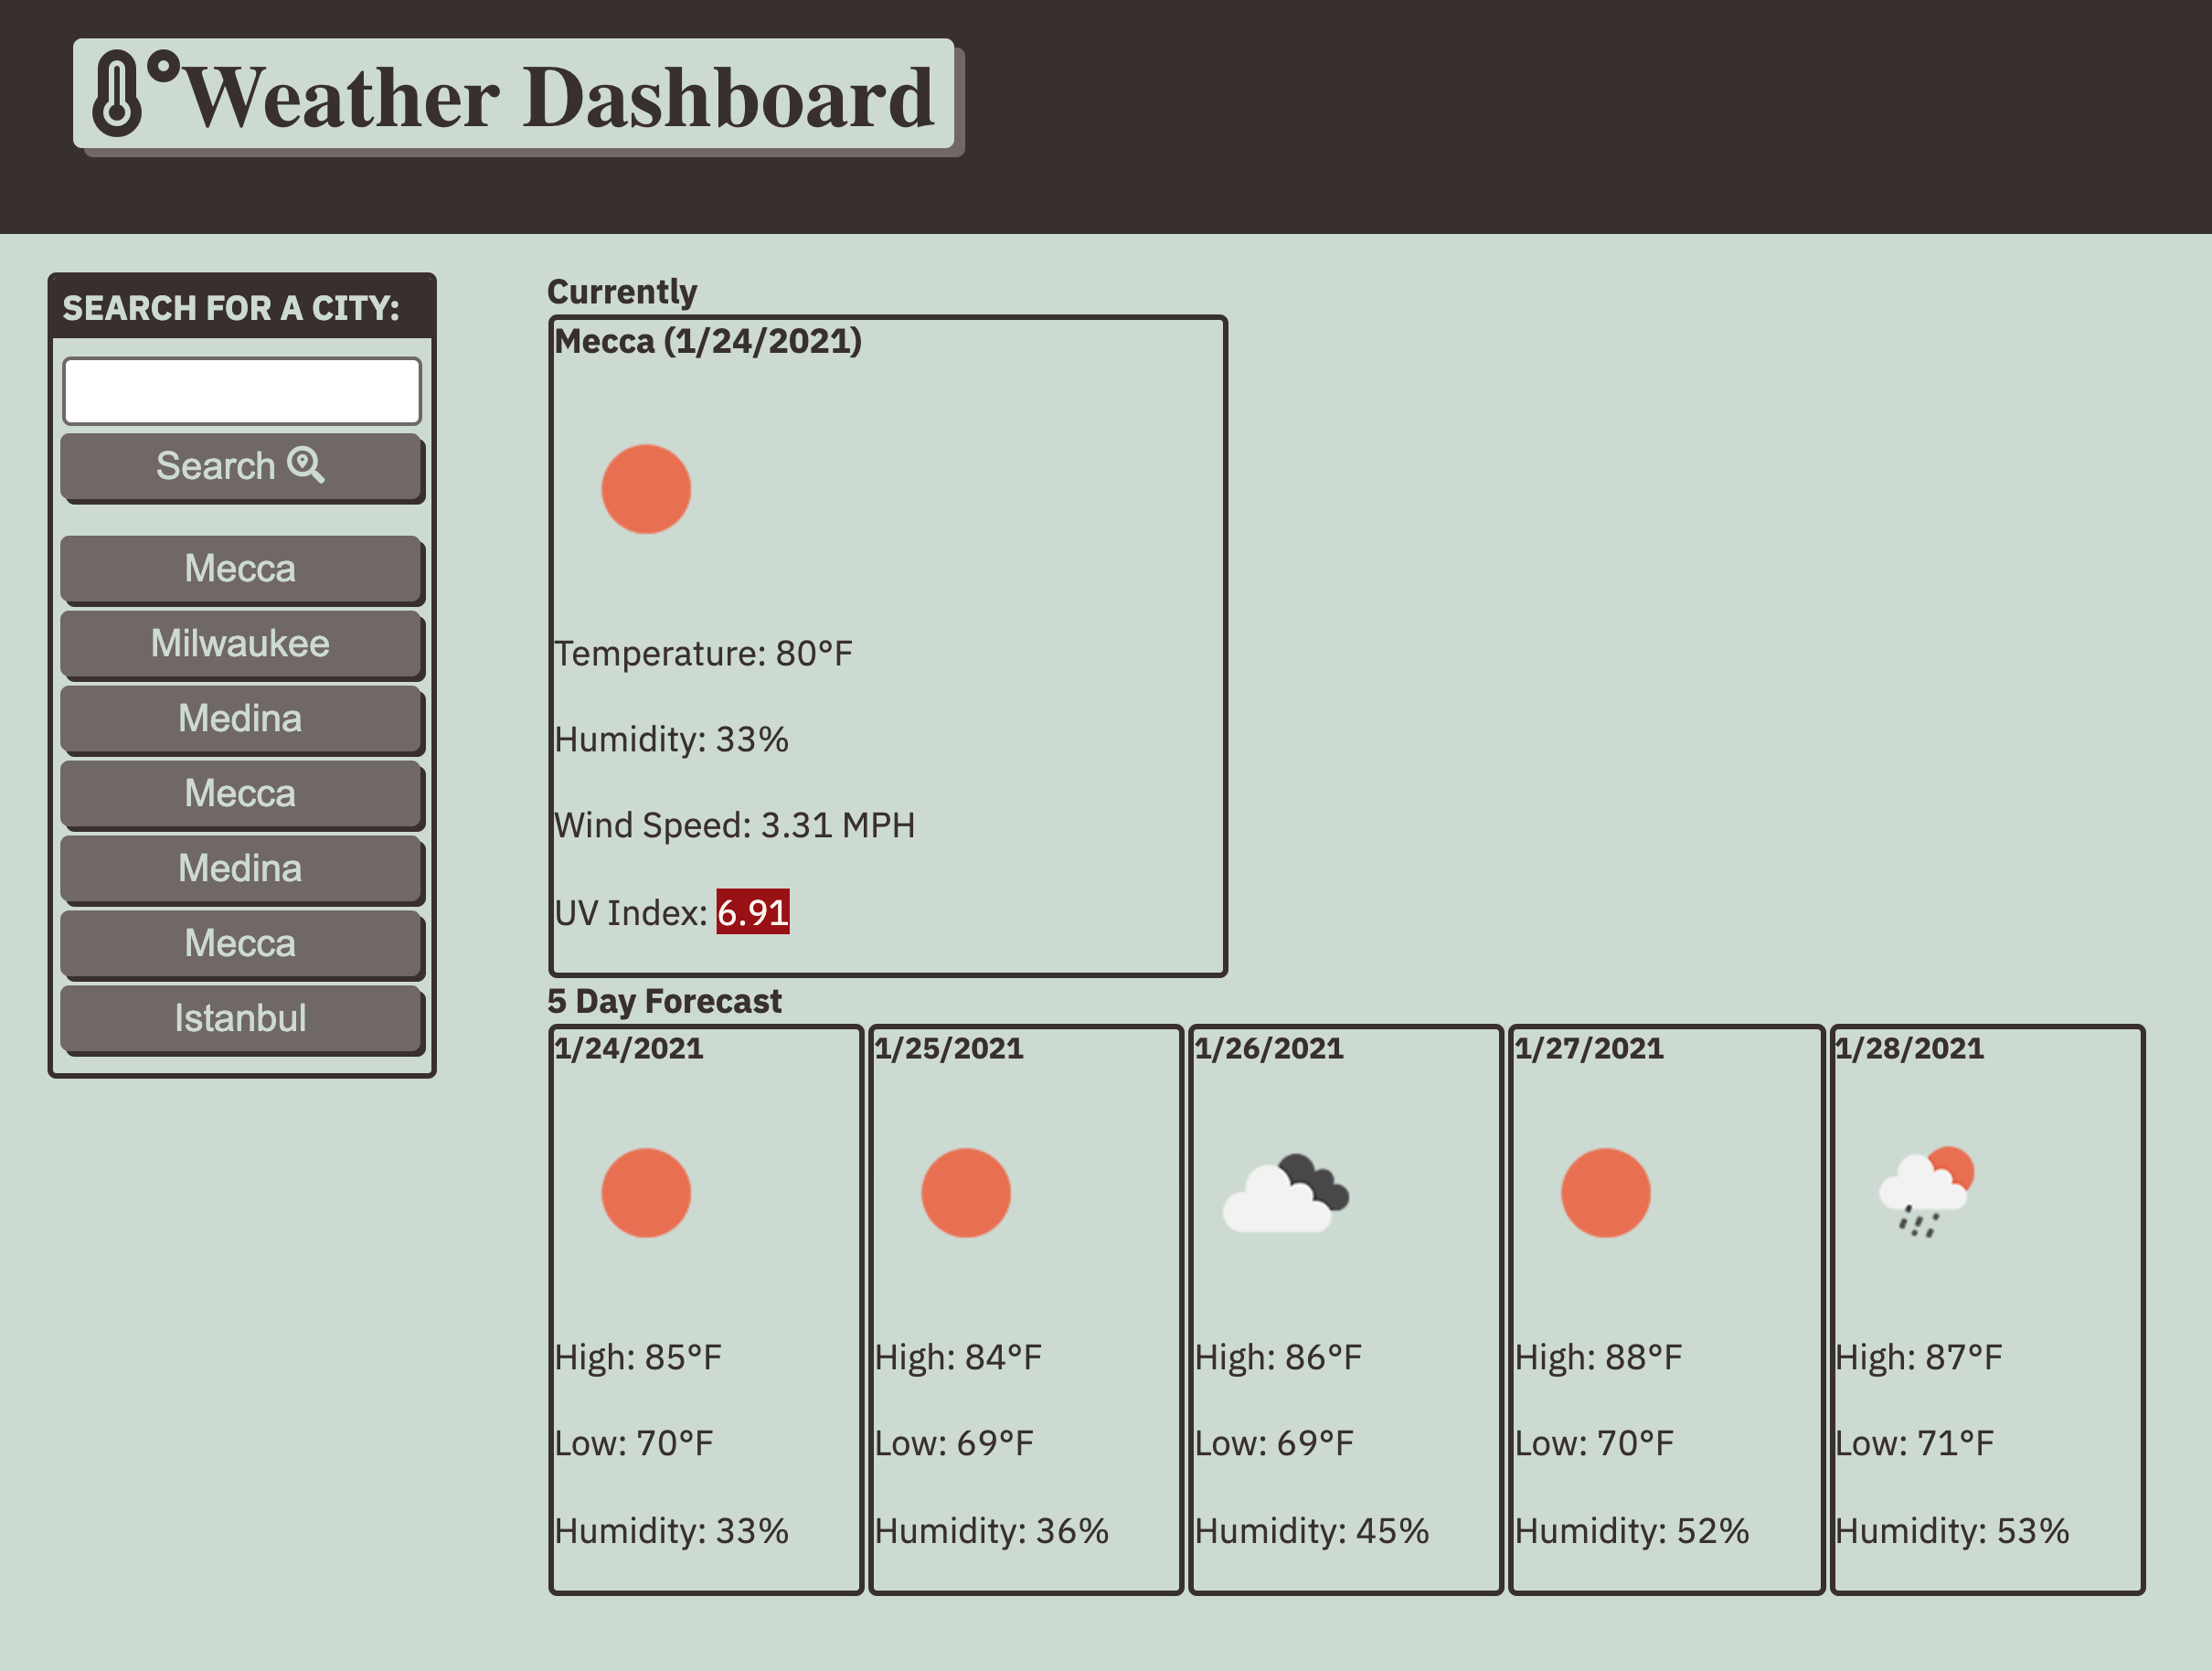 Weather Dashboard
SEARCH FOR A CITY:
Search
Mecca
Milwaukee
Medina
Mecca
Medina
Mecca
Istanbul
Currently
Mecca (1/24/2021)
Temperature: 80°F
Humidity: 33%
Wind Speed: 3.31 MPH
UV Index: 6.91
5 Day Forecast
1/24/2021
High: 85°F
Low: 70°F
Humidity: 33%
1/25/2021
High: 84°F
Low: 69°F
Humidity: 36%
1/26/2021
High: 86°F
Low: 69°F
Humidity: 45%
1/27/2021
High: 88°F
Low: 70°F
Humidity: 52%
1/28/2021
High: 87°F
Low: 71°F
Humidity: 53%